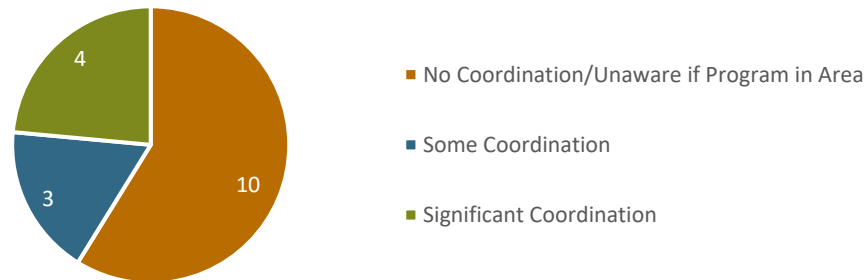 4
No Coordination/Unaware if Program in Area
Some Coordination
3
10
Significant Coordination